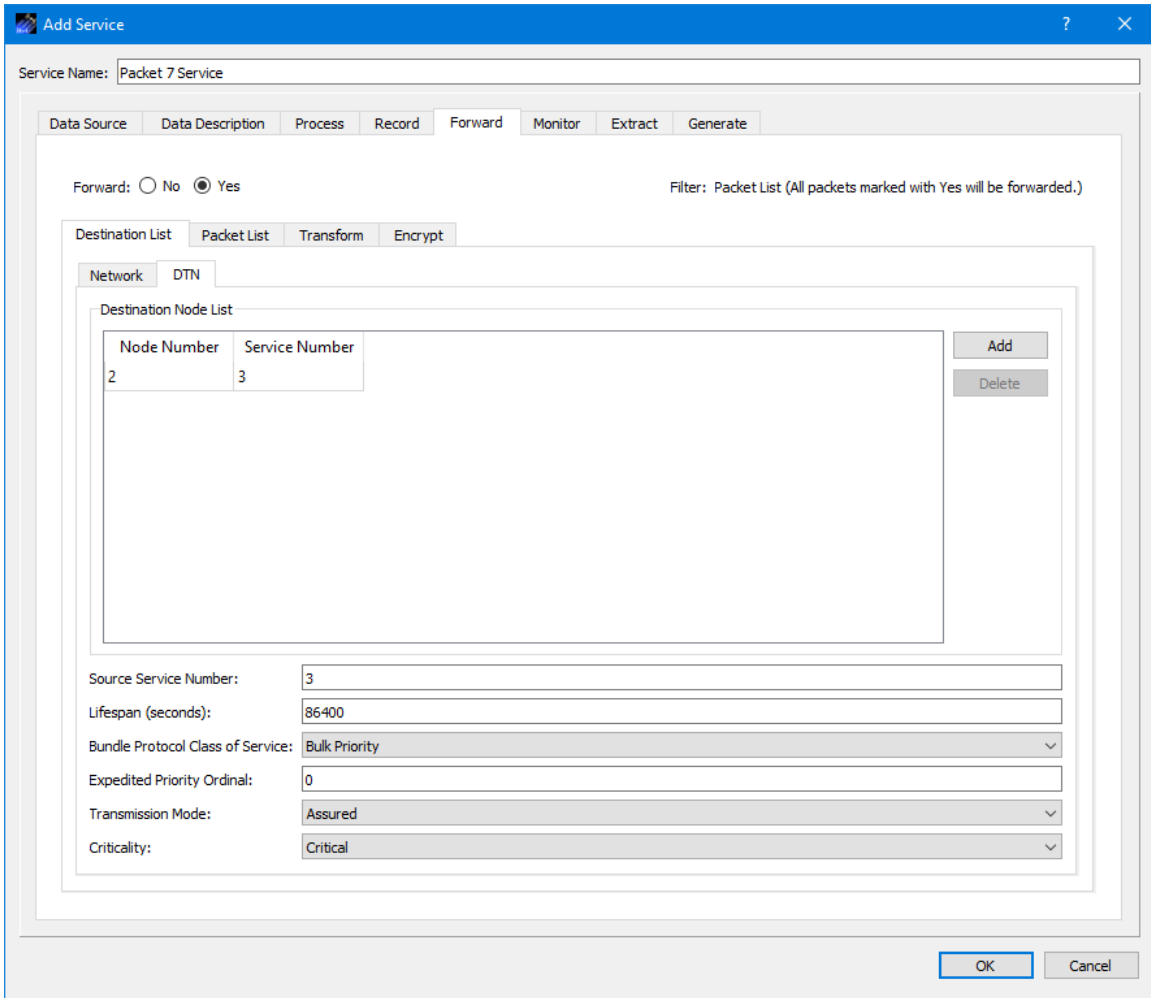 Add Service
?
Service Name: Packet 7 Service
Data Source Data Description Process Record Forward Monitor Extract Generate
Forward: No Yes Filter: Packet List (All packets marked with Yes will be forwarded.)
Destination List Packet List Transform Encrypt
Network DTN
Destination Node List
Node Number Service Number Add
2 3 Delete
Source Service Number: 3
Lifespan (seconds): 86400
Bundle Protocol Class of Service: Bulk Priority
Expedited Priority Ordinal: 0
Transmission Mode: Assured
Criticality: Critical
OK Cancel